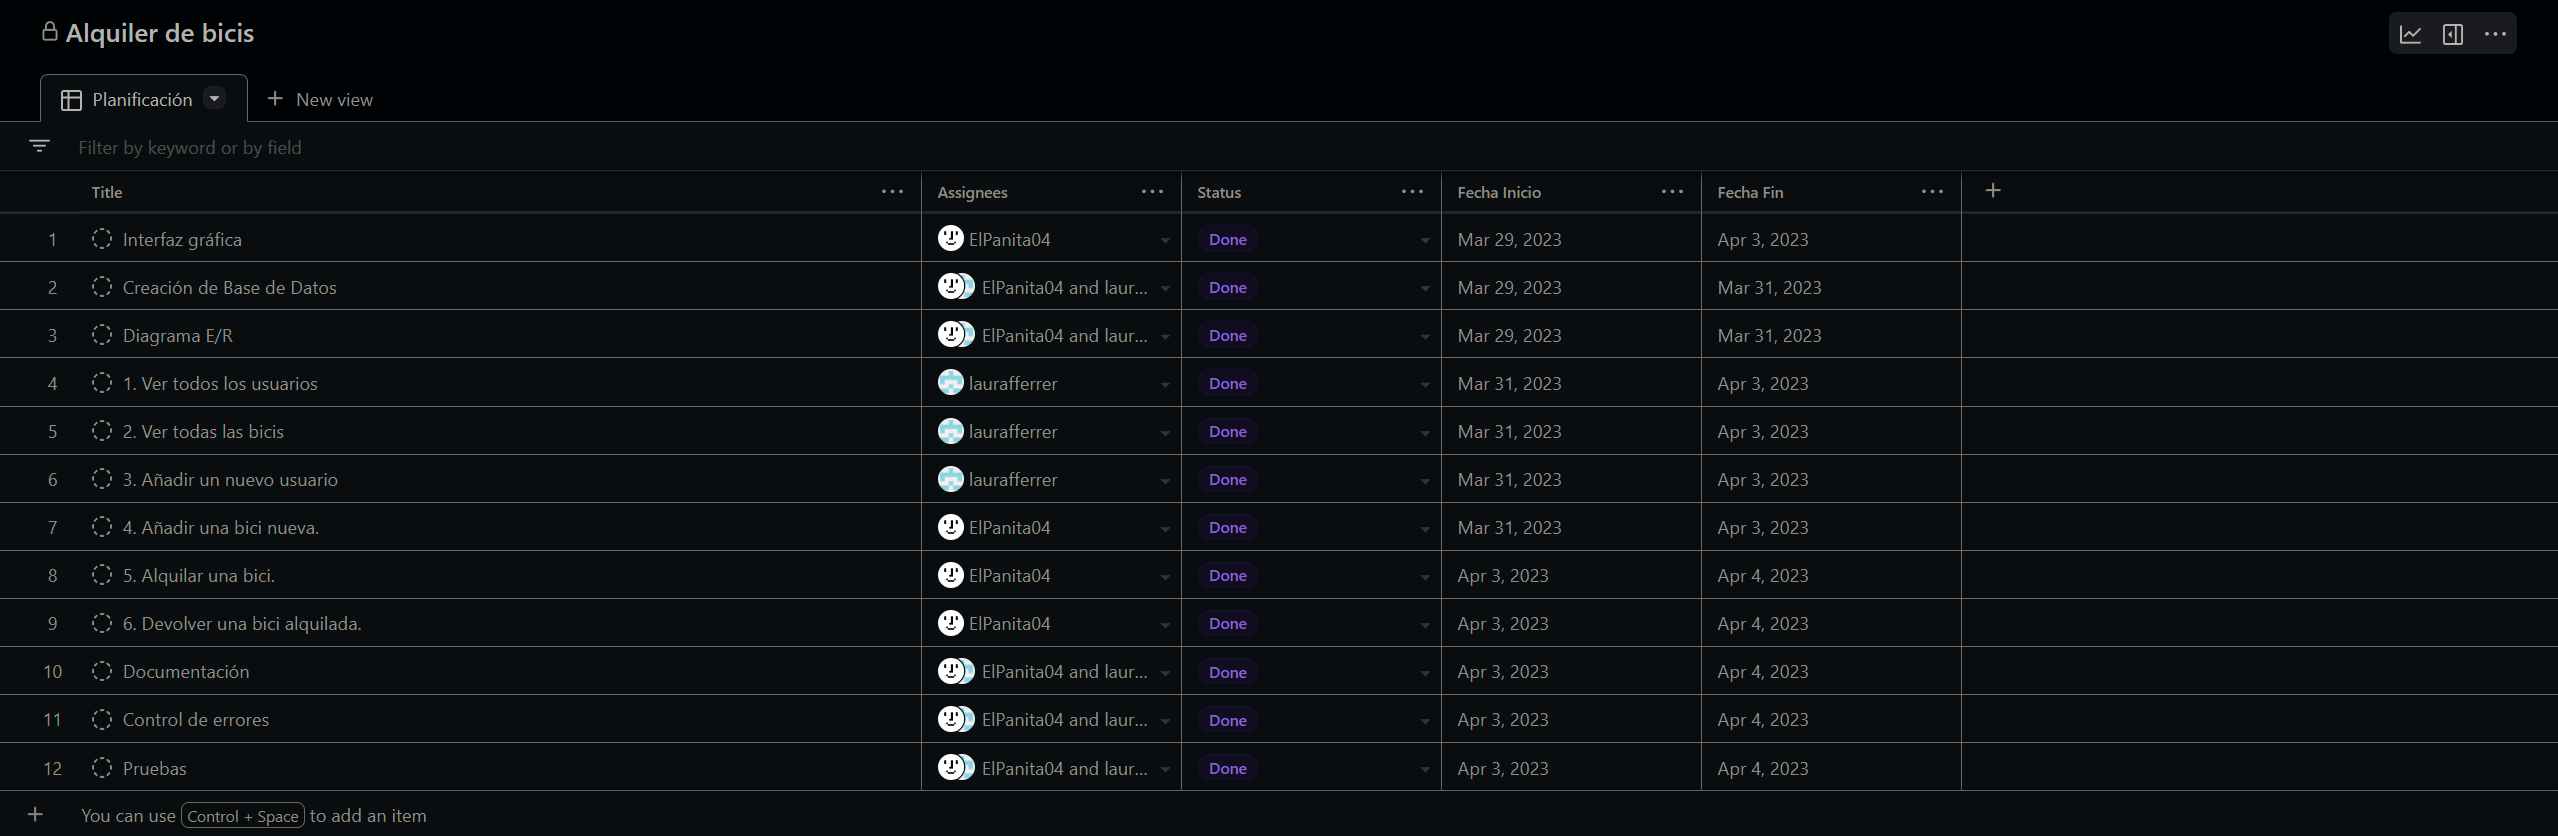 Alquiler de bicis
Planificación New view
Filter by keyword or by field
Title Assignees Status Fecha Inicio Fecha Fin
1 Interfaz gráfica ElPanita04 Done Mar 29, 2023 Apr 3, 2023
2 Creación de Base de Datos ElPanita04 and laur... Done Mar 29, 2023 Mar 31, 2023
3 Diagrama E/R ElPanita04 and laur... Done Mar 29, 2023 Mar 31, 2023
4 1. Ver todos los usuarios laurafferrer Done Mar 31, 2023 Apr 3, 2023
5 2. Ver todas las bicis laurafferrer Done Mar 31, 2023 Apr 3, 2023
6 3. Añadir un nuevo usuario laurafferrer Done Mar 31, 2023 Apr 3, 2023
7 4. Añadir una bici nueva. ElPanita04 Done Mar 31, 2023 Apr 3, 2023
8 5. Alquilar una bici. ElPanita04 Done Apr 3, 2023 Apr 4, 2023
9 6. Devolver una bici alquilada. ElPanita04 Done Apr 3, 2023 Apr 4, 2023
10 Documentación ElPanita04 and laur... Done Apr 3, 2023 Apr 4, 2023
11 Control de errores ElPanita04 and laur... Done Apr 3, 2023 Apr 4, 2023
12 Pruebas ElPanita04 and laur... Done Apr 3, 2023 Apr 4, 2023
You can use Control + Space to add an item